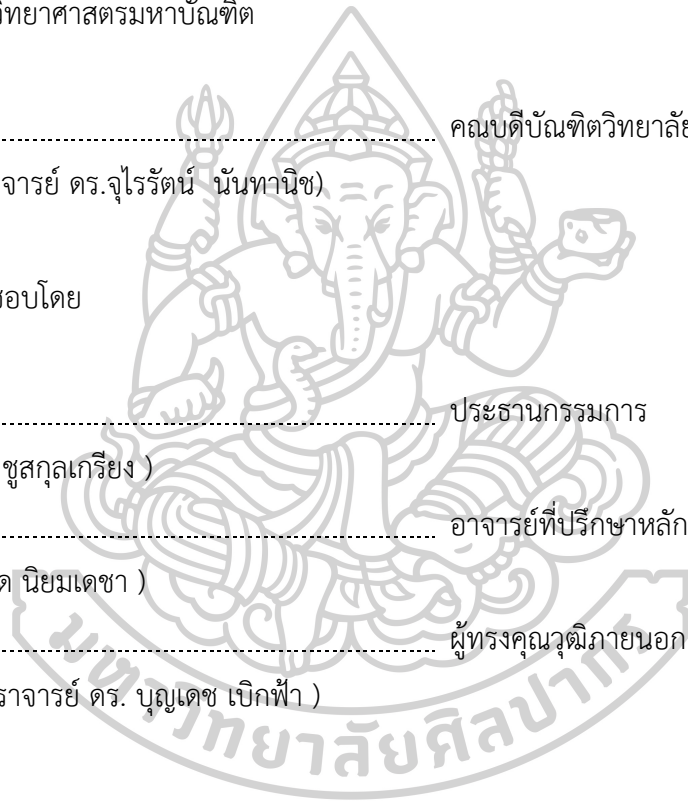 วิทยาศาสตรมหาบัณฑิต
คณบดีบัณฑิตวิทยาลัย
จารย์ ดร.จุไรรัตน์ นันทานิช)
สอบโดย
ประธานกรรมการ
ชูสกุลเกรียง )
อาจารย์ที่ปรึกษาหลัก
ด นิยมเดชา )
ผู้ทรงคุณวุฒิภายนอก
ราจารย์ ดร. บุญเดช เบิกฟ้า )
มหาวิทยาลัยศิลปากร